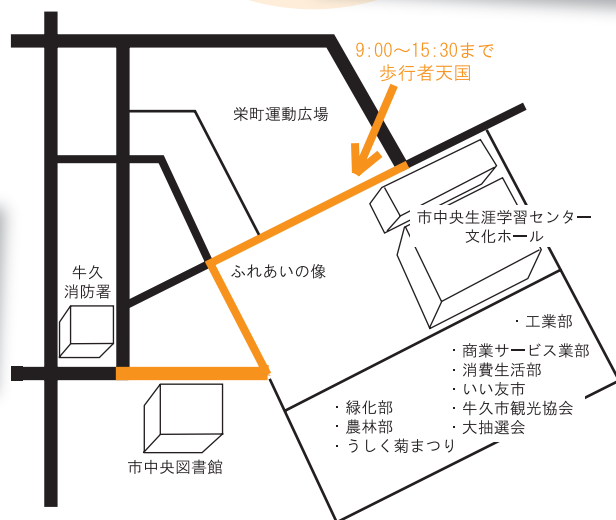 9:00〜15:30まで
歩行者天国
栄町運動広場
市中央生涯学習センター
文化ホール
ふれあいの像
牛久
消防署
・工業部
・商業サービス業部
・消費生活部
・いい友市
・牛久市観光協会
・大抽選会
・緑化部
・農林部
・うしく菊まつり
市中央図書館